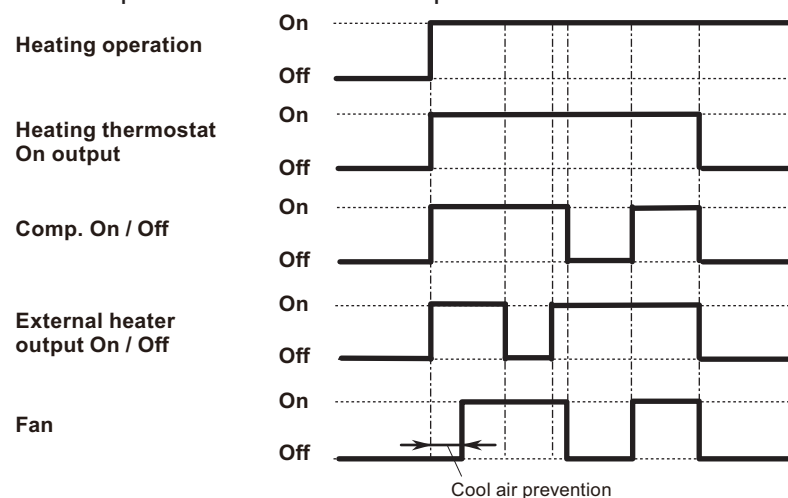 On
Heating operation
Off
On
Heating thermostat
On output
Off
On
Comp. On / Off
Off
On
External heater
output On / Off
Off
On
Fan
Off
Cool air prevention